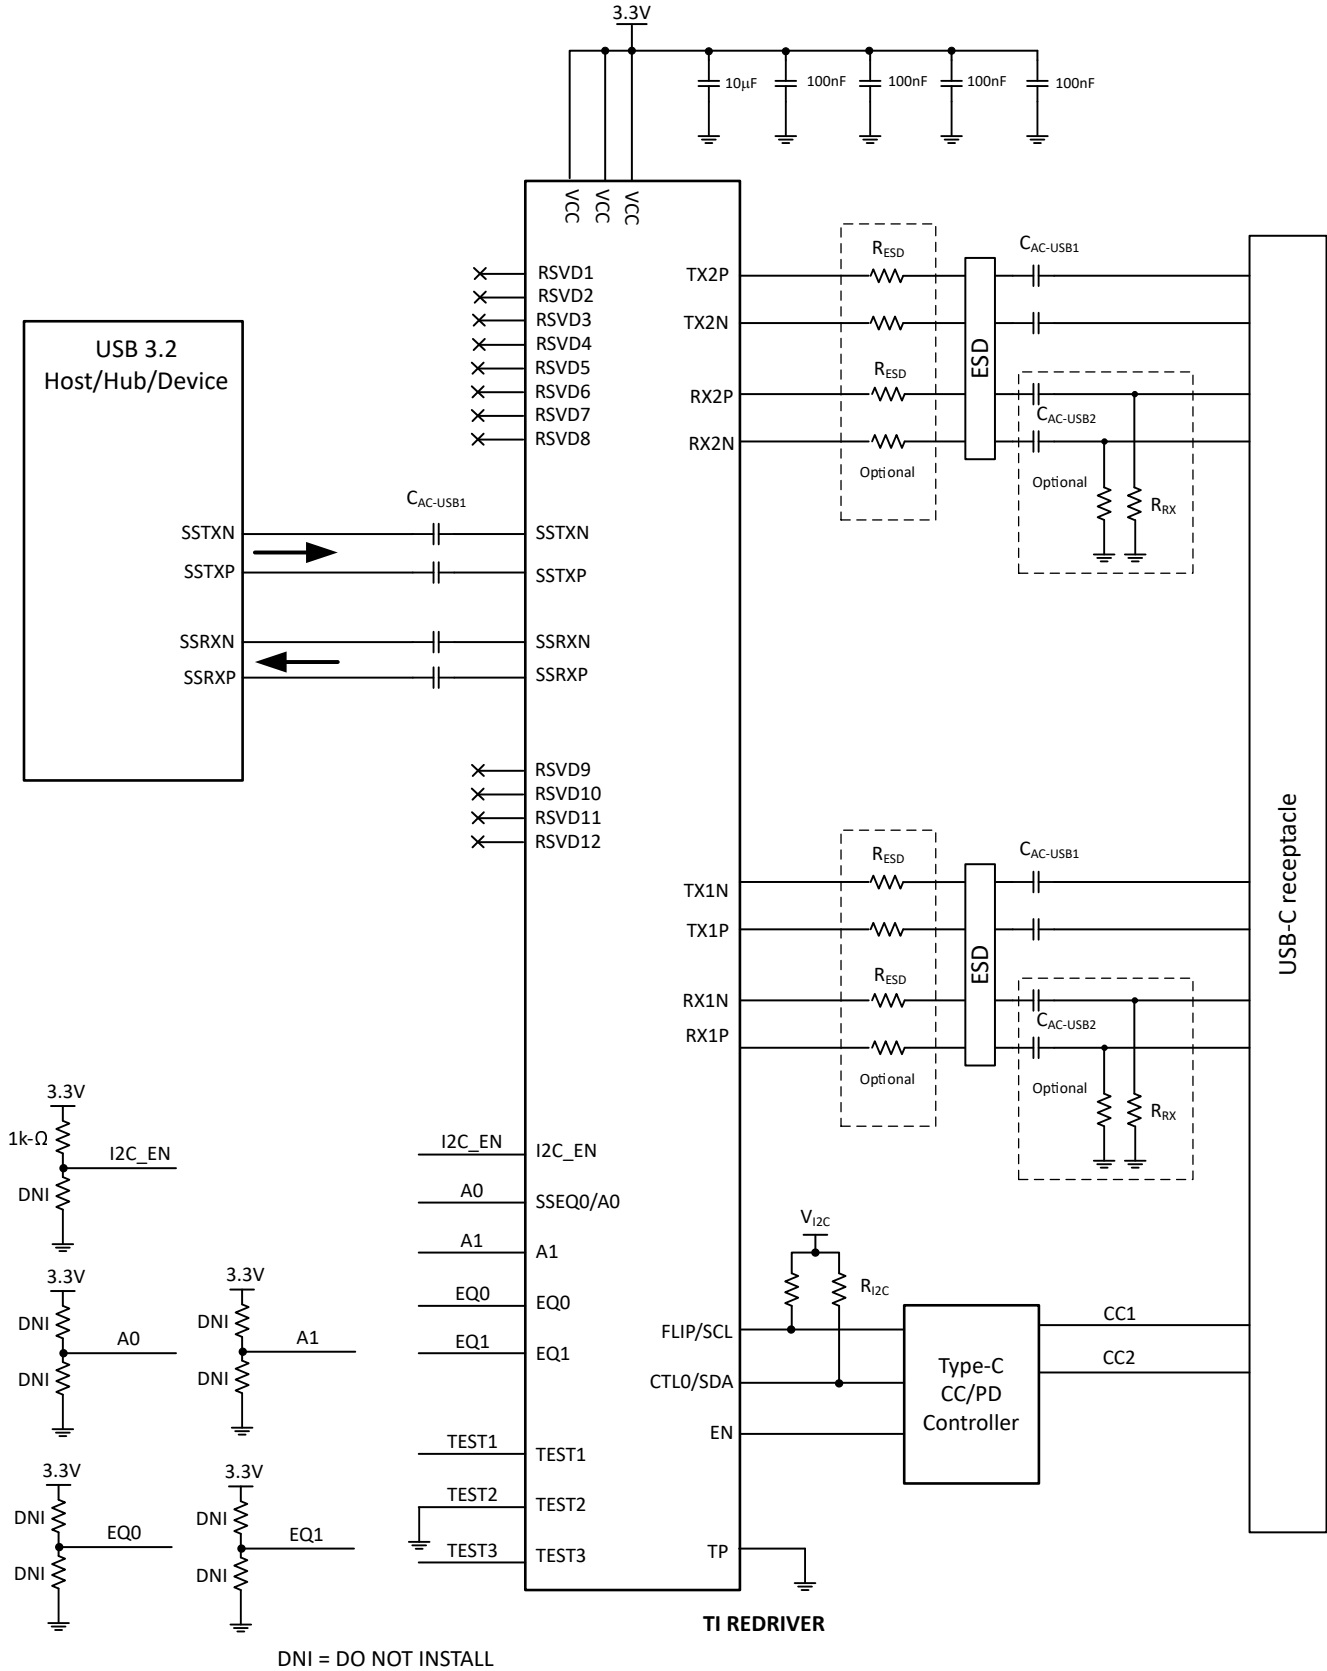 3.3V
10µF
100nF
100nF
100nF
100nF
VCC
VCC
VCC
RSVD1
RSVD2
RSVD3
RSVD4
RSVD5
RSVD6
RSVD7
RSVD8
USB 3.2
Host/Hub/Device
SSTXN
SSTXP
SSRXN
SSRXP
CAC-USB1
SSTXN
SSTXP
SSRXN
SSRXP
RSVD9
RSVD10
RSVD11
RSVD12
TX2P
TX2N
RX2P
RX2N
RESD
RESD
Optional
ESD
CAC-USB1
CAC-USB2
Optional
RRX
TX1N
TX1P
RX1N
RX1P
RESD
RESD
Optional
ESD
CAC-USB1
CAC-USB2
Optional
RRX
USB-C receptacle
3.3V
1k-Ω
I2C_EN
DNI
3.3V
DNI
A0
DNI
3.3V
DNI
A1
DNI
3.3V
DNI
EQ0
DNI
3.3V
DNI
EQ1
DNI
I2C_EN
I2C_EN
A0
SSEQ0/A0
A1
A1
EQ0
EQ0
EQ1
EQ1
TEST1
TEST1
TEST2
TEST2
TEST3
TEST3
VI2C
RI2C
FLIP/SCL
CTL0/SDA
EN
TP
Type-C
CC/PD
Controller
CC1
CC2
TI REDRIVER
DNI = DO NOT INSTALL